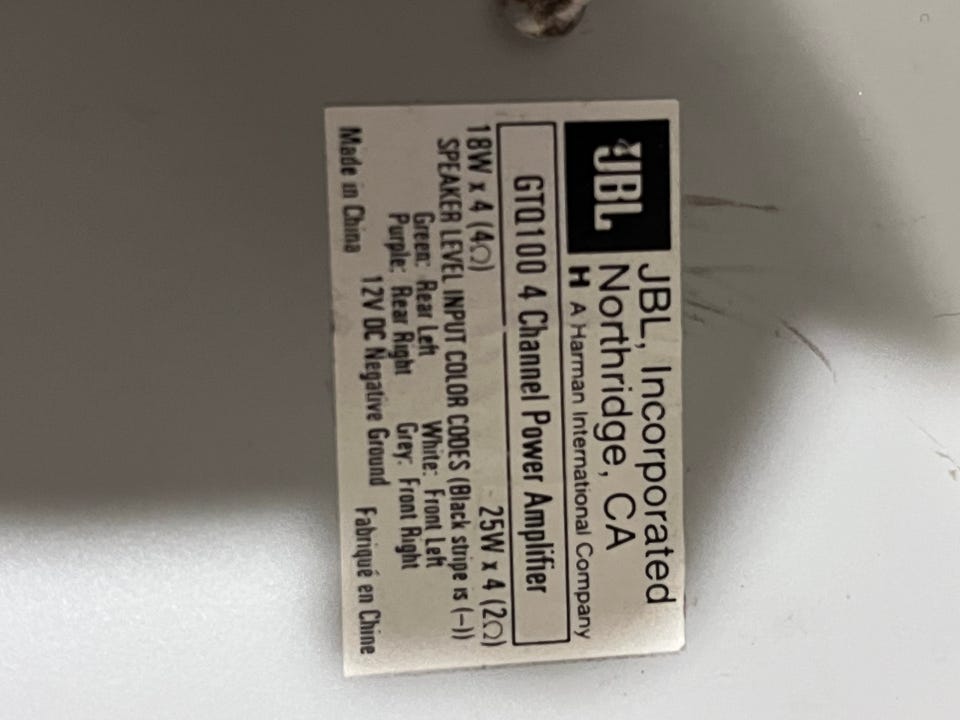 JBL
JBL, Incorporated
Northridge, CA
H A Harman International Company
GTQ100 4 Channel Power Amplifier
18W x 4 (4Ω) 25W x 4 (2Ω)
SPEAKER LEVEL INPUT COLOR CODES (Black stripe is (–))
Green: Rear Left White: Front Left
Purple: Rear Right Grey: Front Right
12V DC Negative Ground
Made in China Fabriqué en Chine